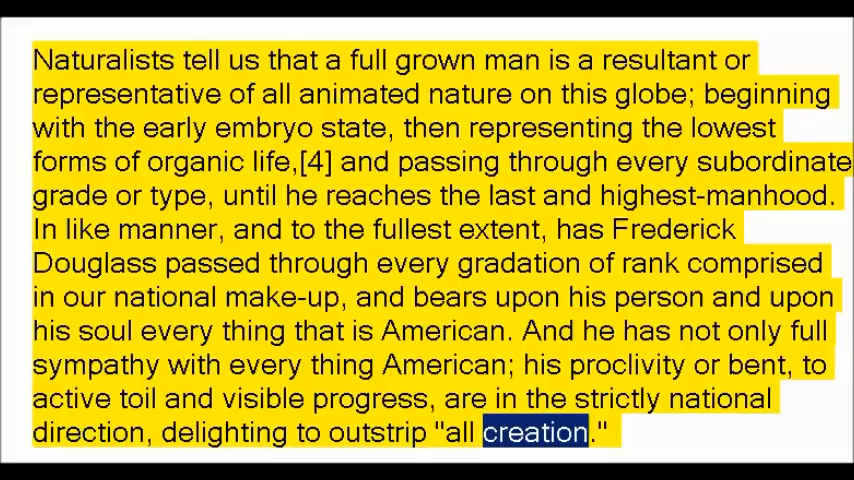 Naturalists tell us that a full grown man is a resultant or
representative of all animated nature on this globe; beginning
with the early embryo state, then representing the lowest
forms of organic life,[4] and passing through every subordinate
grade or type, until he reaches the last and highest-manhood.
In like manner, and to the fullest extent, has Frederick
Douglass passed through every gradation of rank comprised
in our national make-up, and bears upon his person and upon
his soul every thing that is American. And he has not only full
sympathy with every thing American; his proclivity or bent, to
active toil and visible progress, are in the strictly national
direction, delighting to outstrip "all creation."